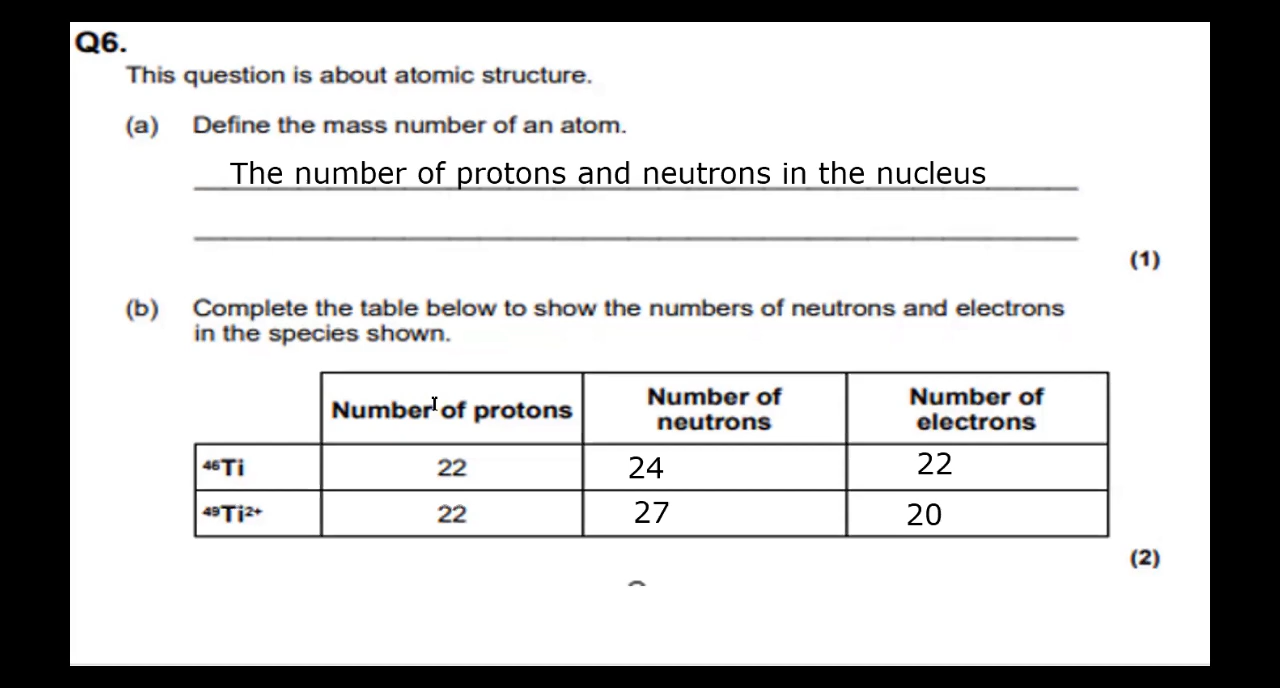 Q6.
This question is about atomic structure.
(a) Define the mass number of an atom.
The number of protons and neutrons in the nucleus
(1)
(b) Complete the table below to show the numbers of neutrons and electrons
in the species shown.
Number of protons Number of neutrons Number of electrons
⁴⁶Ti 22 24 22
⁴⁹Ti²⁺ 22 27 20
(2)